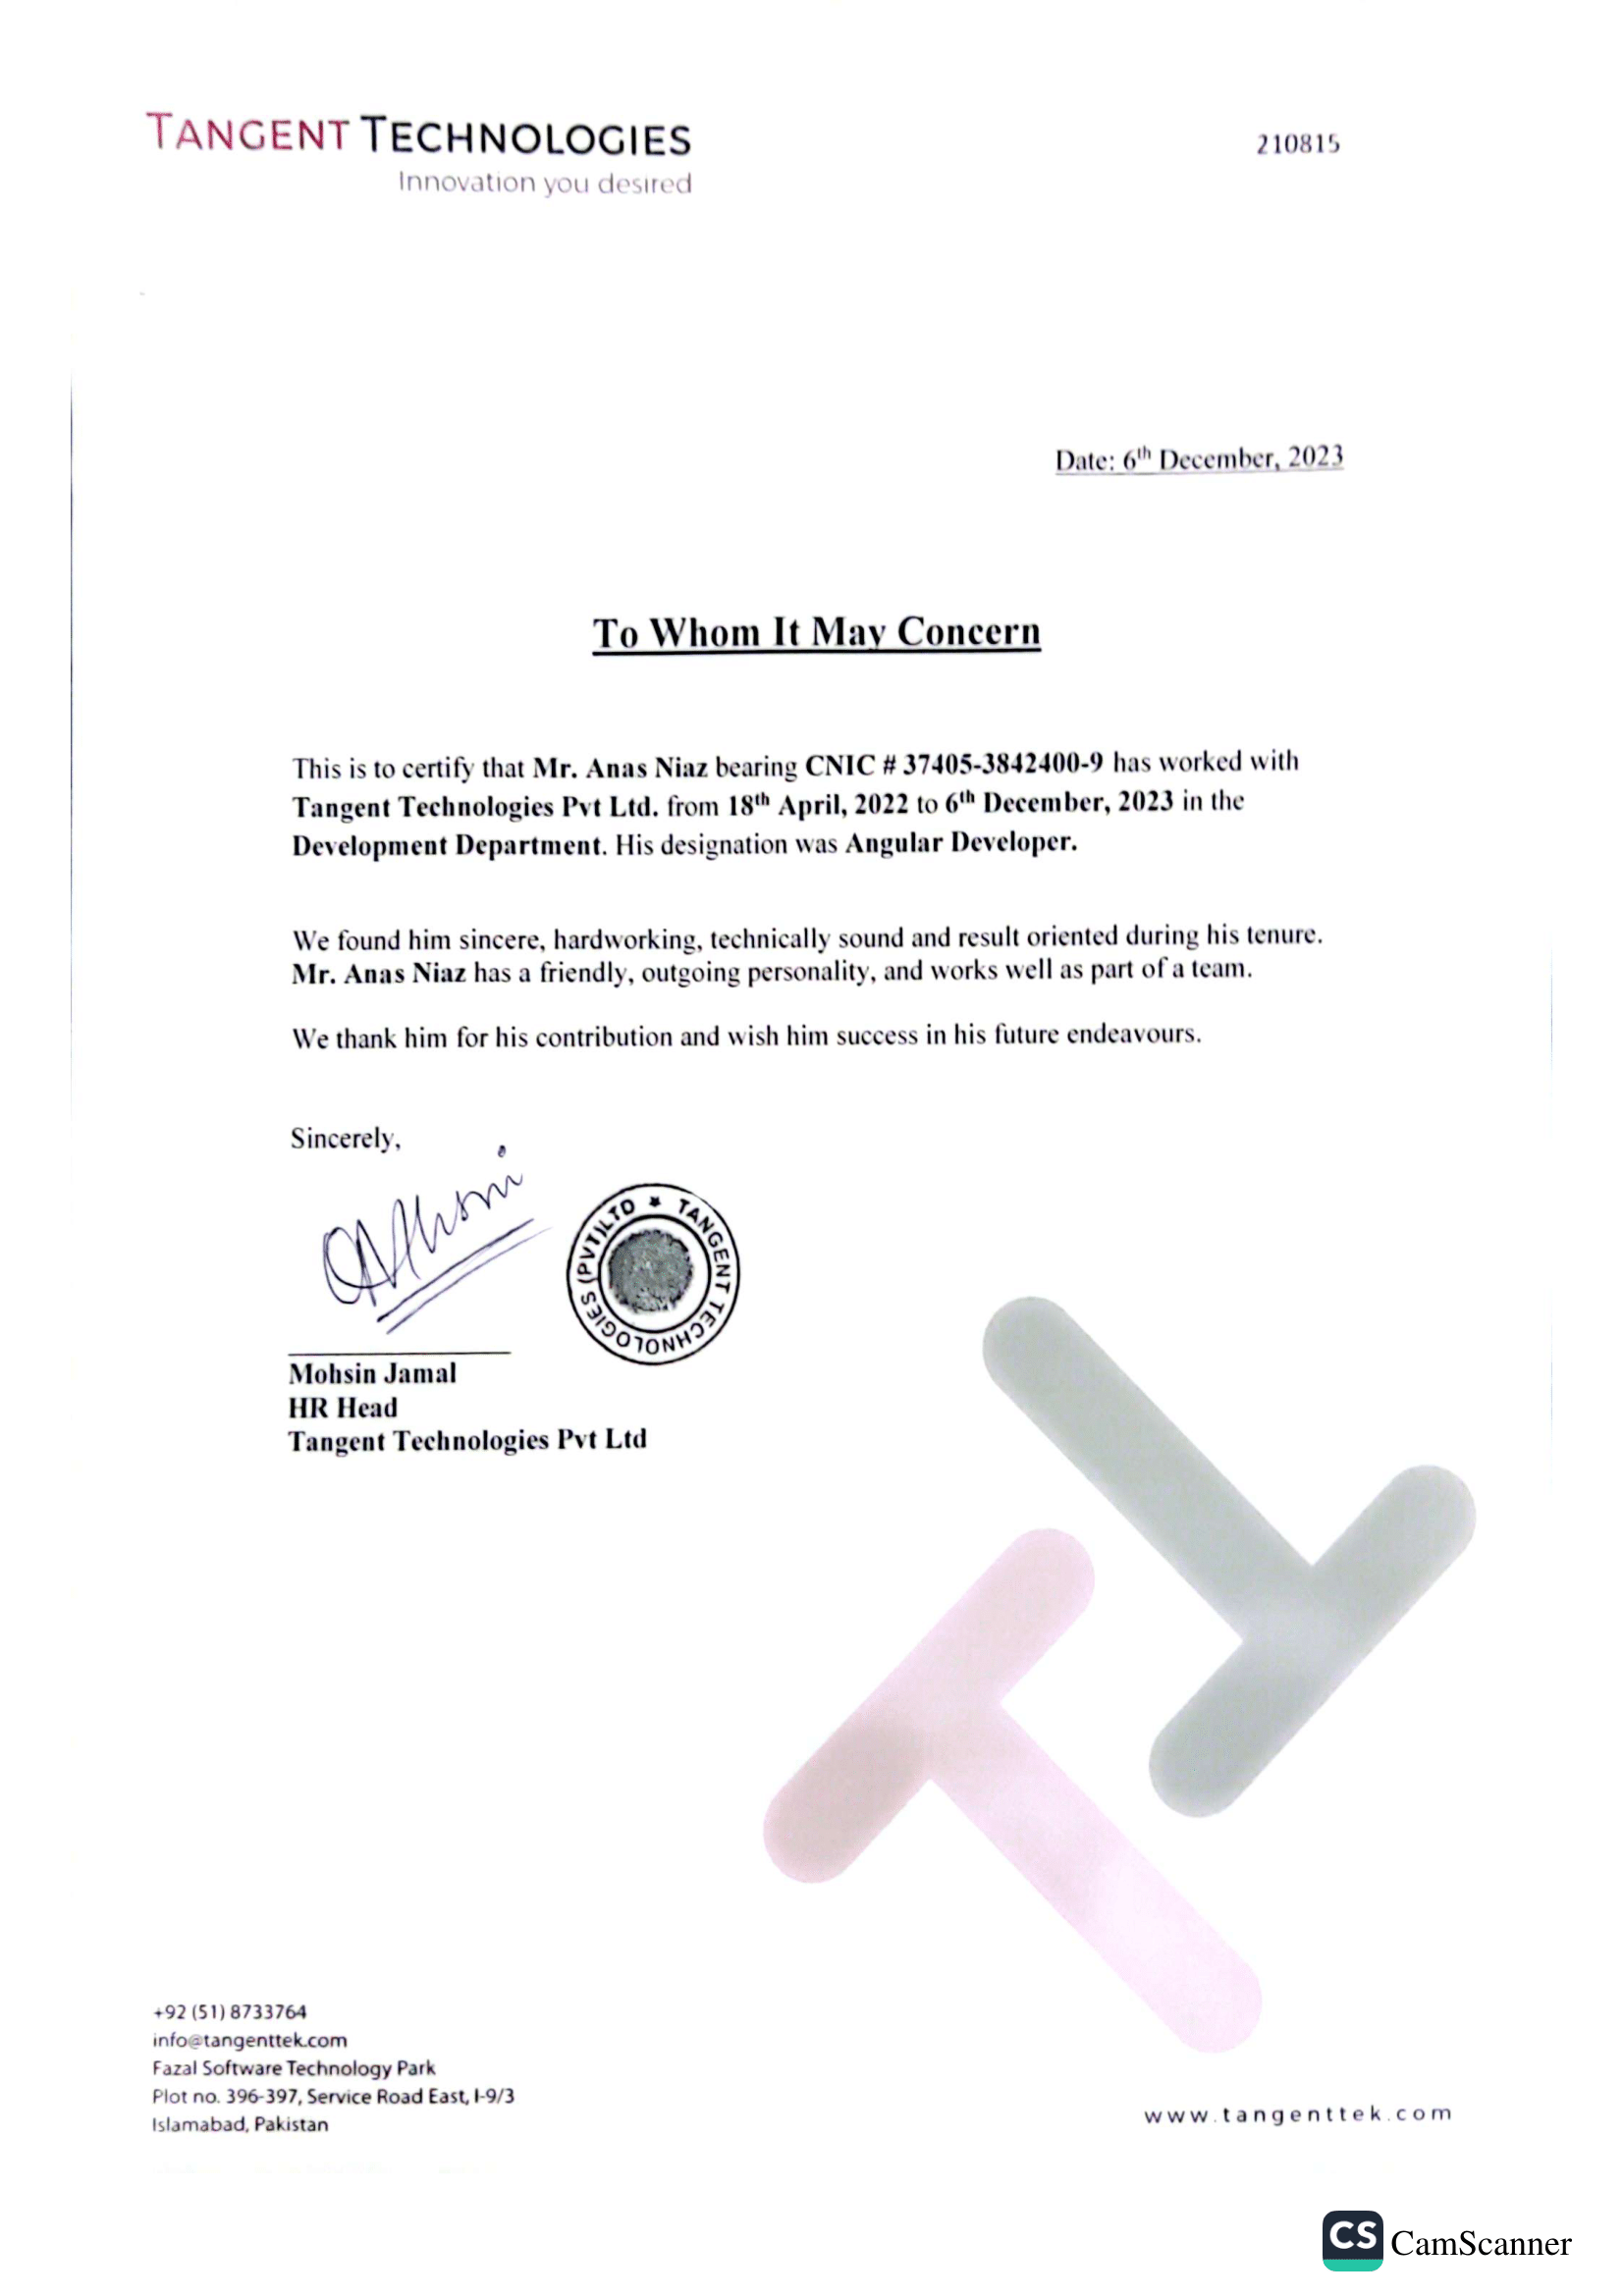 TANGENT TECHNOLOGIES
Innovation you desired
210815
Date: 6th December, 2023
To Whom It May Concern
This is to certify that Mr. Anas Niaz bearing CNIC # 37405-3842400-9 has worked with
Tangent Technologies Pvt Ltd. from 18th April, 2022 to 6th December, 2023 in the
Development Department. His designation was Angular Developer.
We found him sincere, hardworking, technically sound and result oriented during his tenure.
Mr. Anas Niaz has a friendly, outgoing personality, and works well as part of a team.
We thank him for his contribution and wish him success in his future endeavours.
Sincerely,
TANGENT TECHNOLOGIES (PVT)LTD
Mohsin Jamal
HR Head
Tangent Technologies Pvt Ltd
+92 (51) 8733764
info@tangenttek.com
Fazal Software Technology Park
Plot no. 396-397, Service Road East, I-9/3
Islamabad, Pakistan
www.tangenttek.com
CS CamScanner